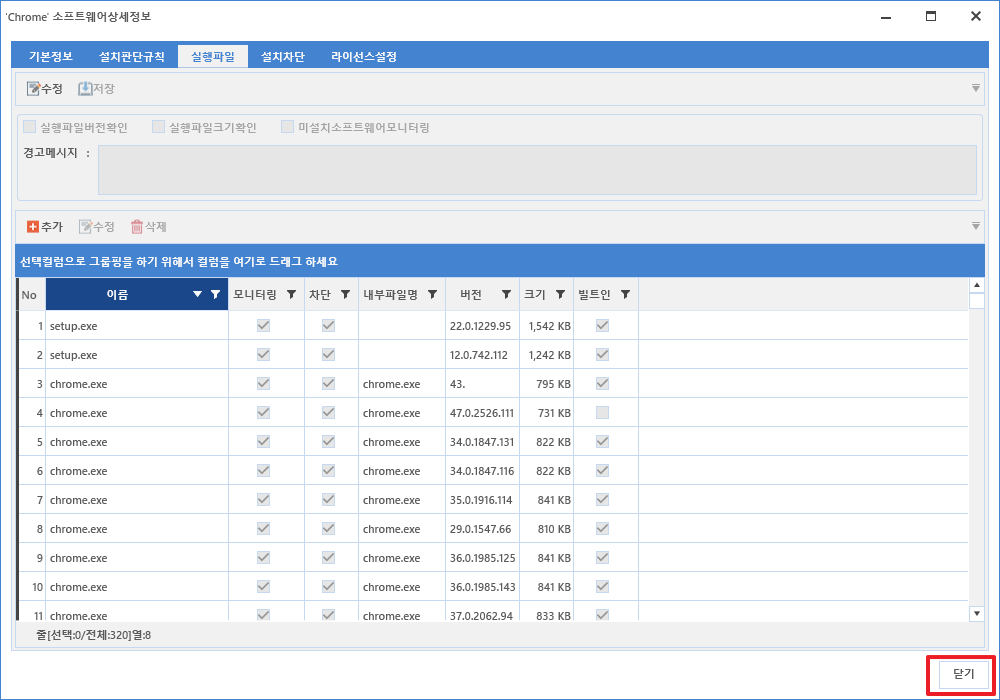 'Chrome' 소프트웨어상세정보
기본정보 설치판단규칙 실행파일 설치차단 라이선스설정
수정 저장
실행파일버전확인 실행파일크기확인 미설치소프트웨어모니터링
경고메시지 :
추가 수정 삭제
선택컬럼으로 그룹핑을 하기 위해서 컬럼을 여기로 드래그 하세요
No 이름 모니터링 차단 내부파일명 버전 크기 빌트인
1 setup.exe 22.0.1229.95 1,542 KB
2 setup.exe 12.0.742.112 1,242 KB
3 chrome.exe chrome.exe 43. 795 KB
4 chrome.exe chrome.exe 47.0.2526.111 731 KB
5 chrome.exe chrome.exe 34.0.1847.131 822 KB
6 chrome.exe chrome.exe 34.0.1847.116 822 KB
7 chrome.exe chrome.exe 35.0.1916.114 841 KB
8 chrome.exe chrome.exe 29.0.1547.66 810 KB
9 chrome.exe chrome.exe 36.0.1985.125 841 KB
10 chrome.exe chrome.exe 36.0.1985.143 841 KB
11 chrome.exe chrome.exe 37.0.2062.94 833 KB
줄[선택:0/전체:320]열:8
닫기